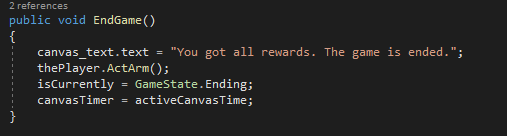 2 references
public void EndGame()
{
canvas_text.text = "You got all rewards. The game is ended.";
thePlayer.ActArm();
isCurrently = GameState.Ending;
canvasTimer = activeCanvasTime;
}